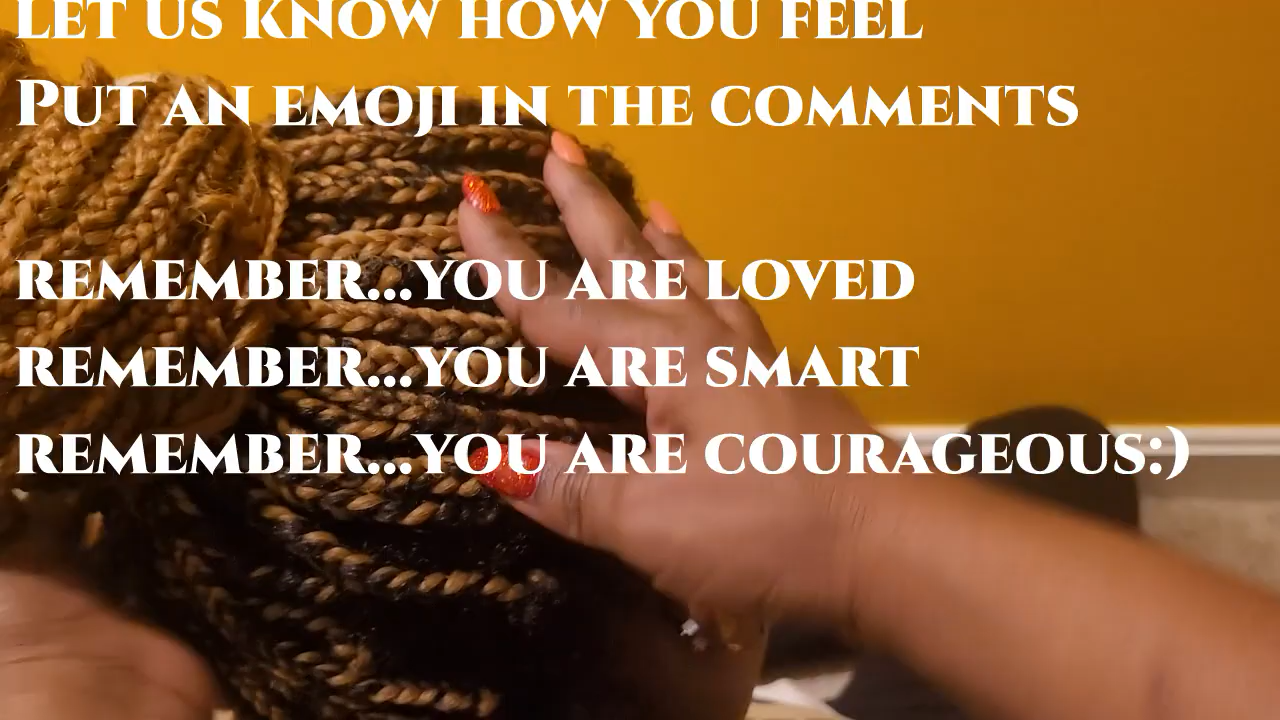 LET US KNOW HOW YOU FEEL
PUT AN EMOJI IN THE COMMENTS
REMEMBER...YOU ARE LOVED
REMEMBER...YOU ARE SMART
REMEMBER...YOU ARE COURAGEOUS:)